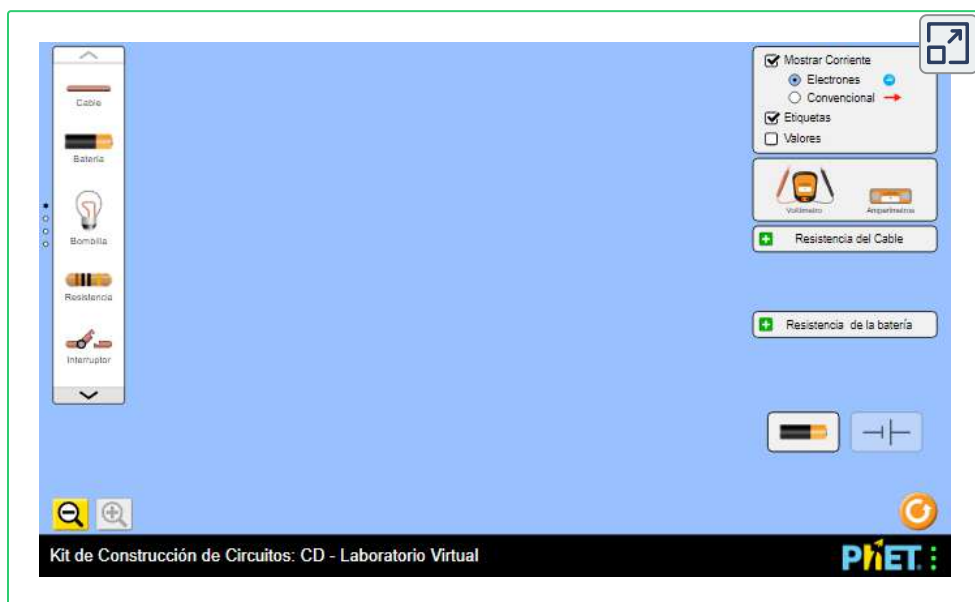 Cable
Batería
Bombilla
Resistencia
Interruptor
Mostrar Corriente
Electrones
Convencional
Etiquetas
Valores
Voltímetro
Amperímetros
Resistencia del Cable
Resistencia de la batería
Kit de Construcción de Circuitos: CD - Laboratorio Virtual
PhET